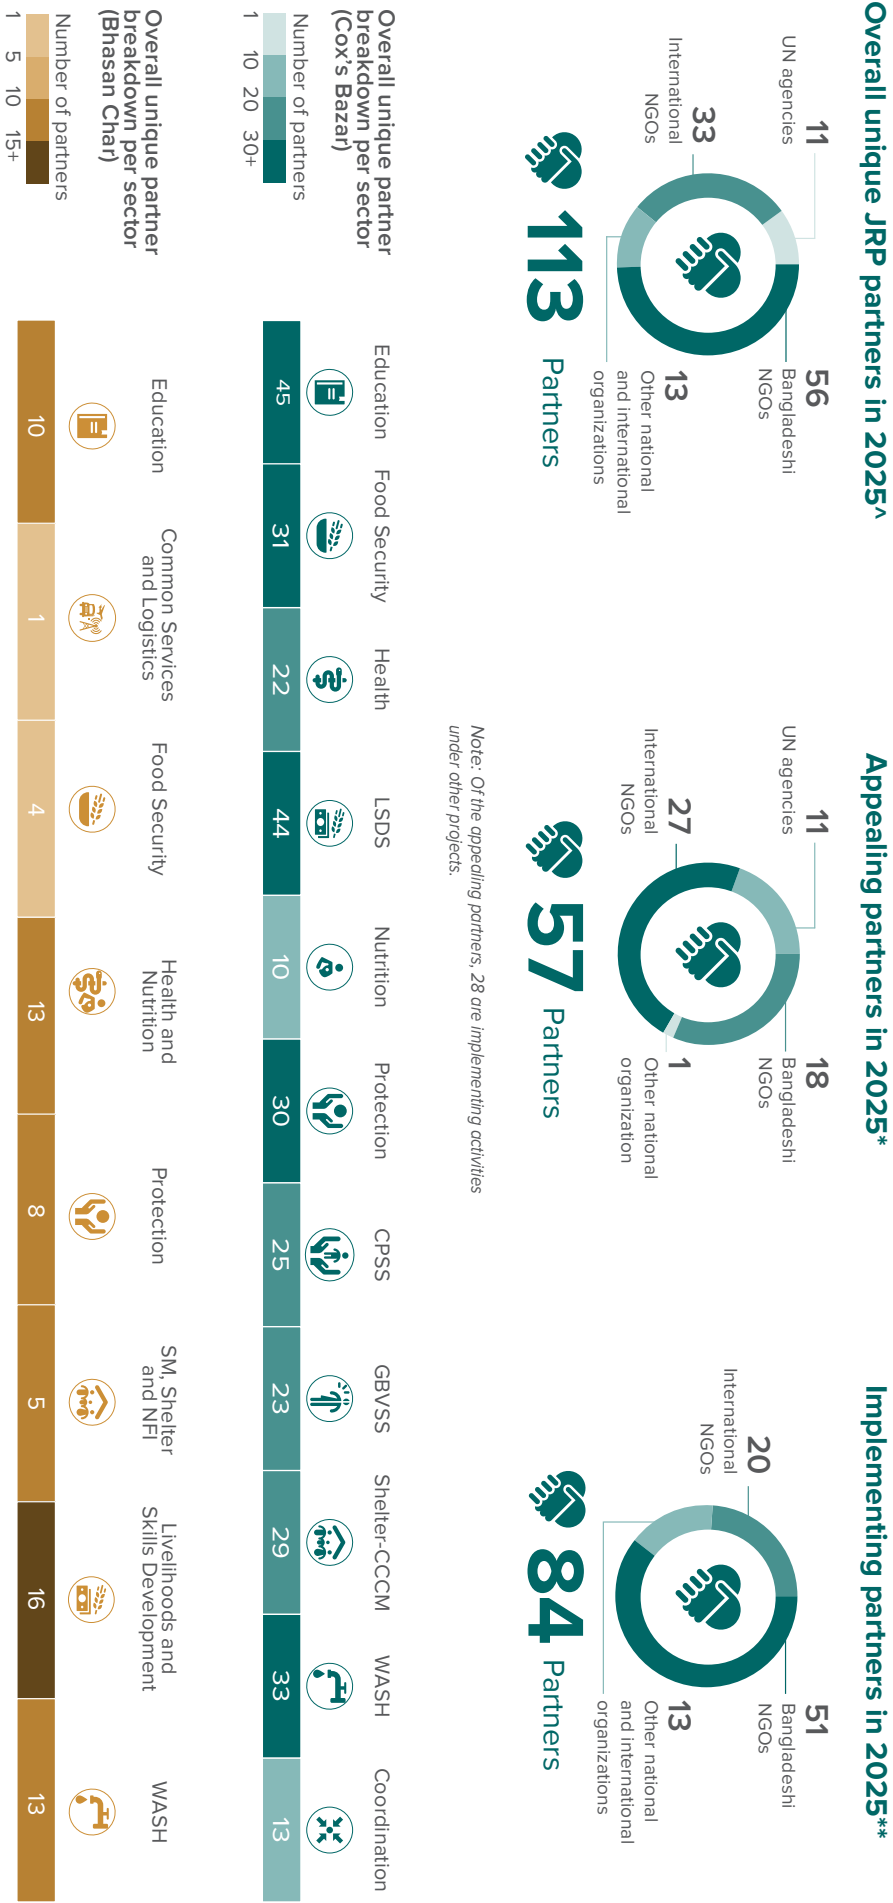 Overall unique JRP partners in 2025^
11
UN agencies
33
International
NGOs
56
Bangladeshi
NGOs
13
Other national
and international
organizations
113 Partners
Appealing partners in 2025*
11
UN agencies
27
International
NGOs
18
Bangladeshi
NGOs
1
Other national
organization
57 Partners
Note: Of the appealing partners, 28 are implementing activities
under other projects.
Implementing partners in 2025**
20
International
NGOs
51
Bangladeshi
NGOs
13
Other national
and international
organizations
84 Partners
Overall unique partner
breakdown per sector
(Cox's Bazar)
Number of partners
1 10 20 30+
Education
45
Food Security
31
Health
22
LSDS
44
Nutrition
10
Protection
30
CPSS
25
GBVSS
23
Shelter-CCCM
29
WASH
33
Coordination
13
Overall unique partner
breakdown per sector
(Bhasan Char)
Number of partners
1 5 10 15+
Education
10
Common Services
and Logistics
1
Food Security
4
Health and
Nutrition
13
Protection
8
SM, Shelter
and NFI
5
Livelihoods and
Skills Development
16
WASH
13